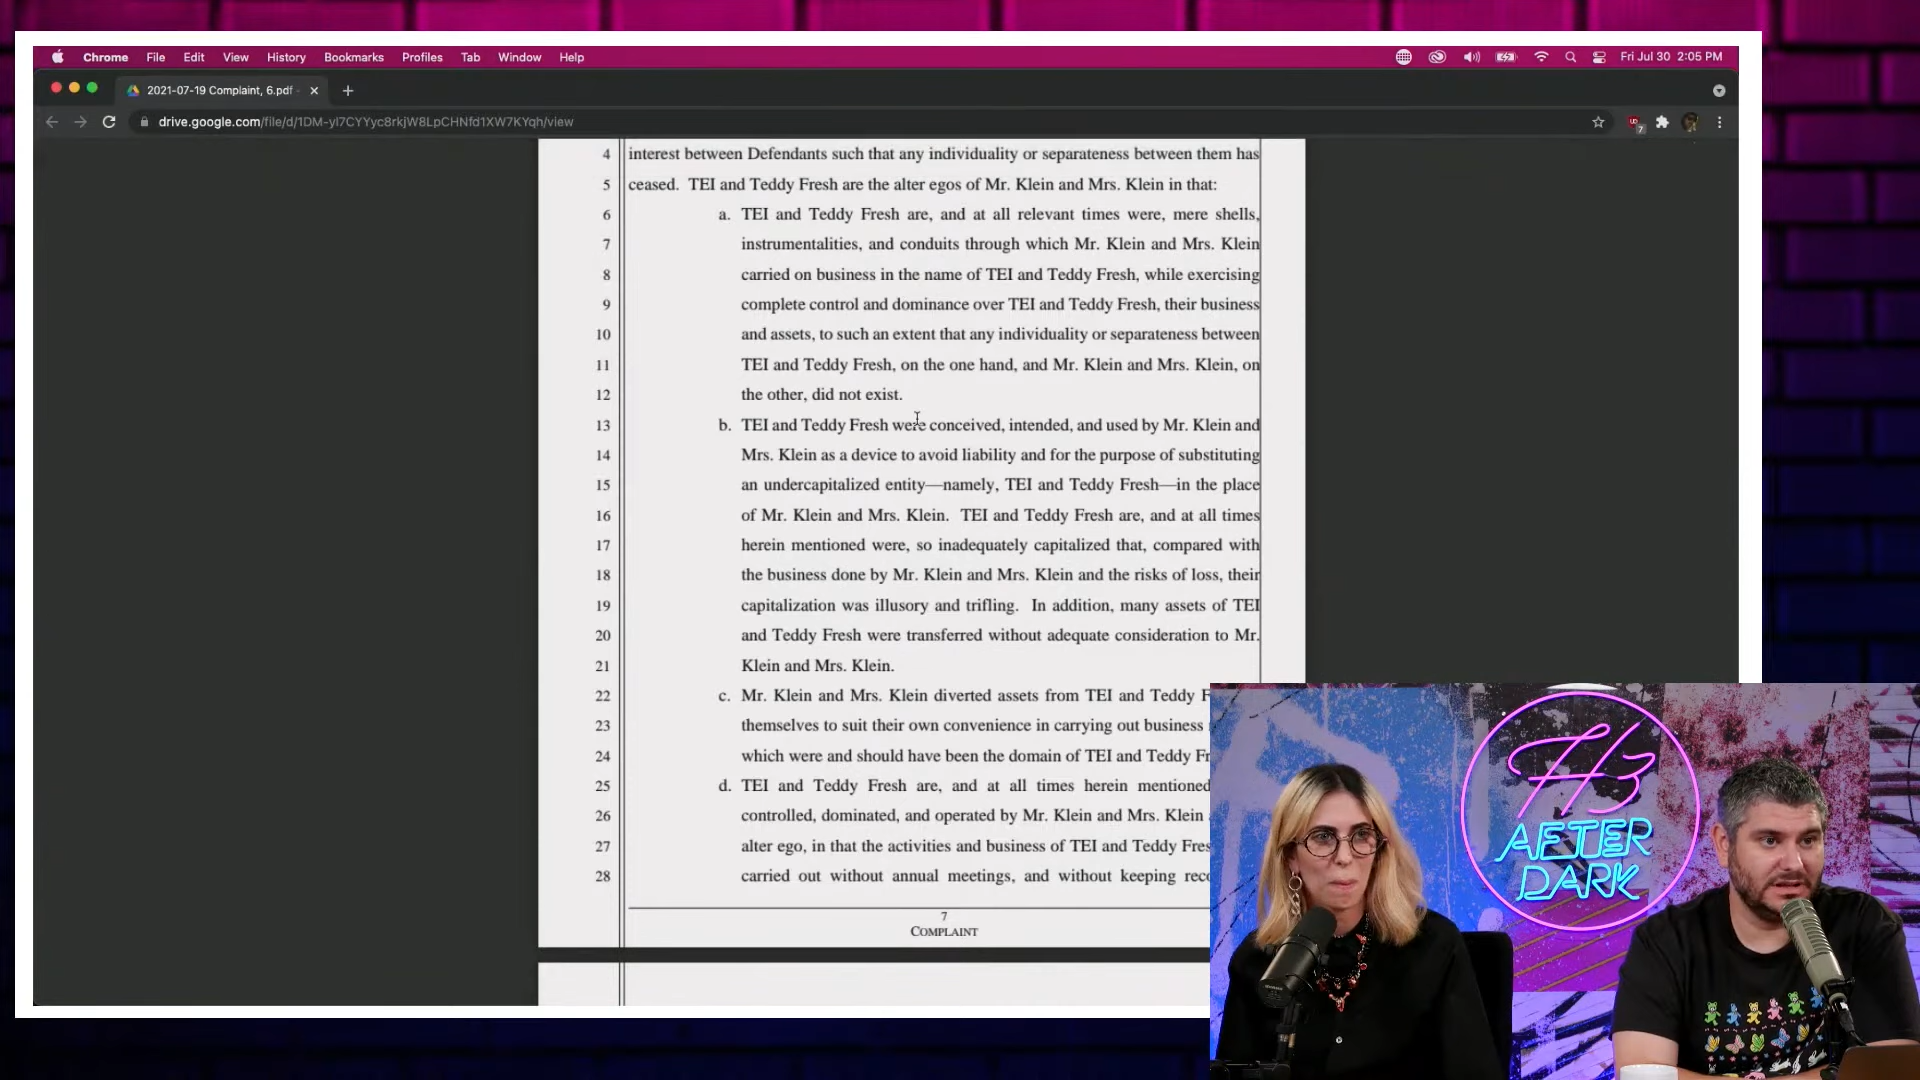 Chrome File Edit View History Bookmarks Profiles Tab Window Help Fri Jul 30 2:05 PM
2021-07-19 Complaint, 6.pdf -
drive.google.com/file/d/1DM-yI7CYYyc8rkjW8LpCHNfd1XW7KYqh/view
7
4 interest between Defendants such that any individuality or separateness between them has
5 ceased. TEI and Teddy Fresh are the alter egos of Mr. Klein and Mrs. Klein in that:
6 a. TEI and Teddy Fresh are, and at all relevant times were, mere shells,
7 instrumentalities, and conduits through which Mr. Klein and Mrs. Klein
8 carried on business in the name of TEI and Teddy Fresh, while exercising
9 complete control and dominance over TEI and Teddy Fresh, their business
10 and assets, to such an extent that any individuality or separateness between
11 TEI and Teddy Fresh, on the one hand, and Mr. Klein and Mrs. Klein, on
12 the other, did not exist.
13 b. TEI and Teddy Fresh were conceived, intended, and used by Mr. Klein and
14 Mrs. Klein as a device to avoid liability and for the purpose of substituting
15 an undercapitalized entity—namely, TEI and Teddy Fresh—in the place
16 of Mr. Klein and Mrs. Klein. TEI and Teddy Fresh are, and at all times
17 herein mentioned were, so inadequately capitalized that, compared with
18 the business done by Mr. Klein and Mrs. Klein and the risks of loss, their
19 capitalization was illusory and trifling. In addition, many assets of TEI
20 and Teddy Fresh were transferred without adequate consideration to Mr.
21 Klein and Mrs. Klein.
22 c. Mr. Klein and Mrs. Klein diverted assets from TEI and Teddy F
23 themselves to suit their own convenience in carrying out business
24 which were and should have been the domain of TEI and Teddy Fr
25 d. TEI and Teddy Fresh are, and at all times herein mentioned
26 controlled, dominated, and operated by Mr. Klein and Mrs. Klein
27 alter ego, in that the activities and business of TEI and Teddy Fres
28 carried out without annual meetings, and without keeping reco
7
COMPLAINT
H3
AFTER
DARK